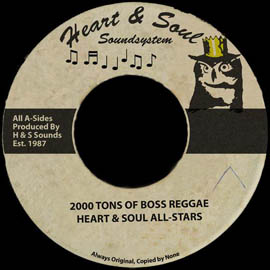 Heart & Soul
Soundsystem
All A-Sides
Produced By
H & S Sounds
Est. 1987
2000 TONS OF BOSS REGGAE
HEART & SOUL ALL-STARS
Always Original, Copied by None